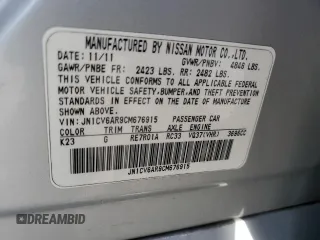 MANUFACTURED BY NISSAN MOTOR CO.,LTD.
DATE: 11/11 GVWR/PNBV: 4848 LBS.
GAWR/PNBE FR: 2423 LBS. RR: 2482 LBS.
THIS VEHICLE CONFORMS TO ALL APPLICABLE
FEDERAL MOTOR VEHICLE SAFETY,BUMPER,AND THEFT
PREVENTION STANDARDS IN EFFECT ON THE DATE OF MANUFACTURE
SHOWN ABOVE.
VIN:JN1CV6AR9CM676915 PASSENGER CAR
COLOR TRIM TRANS AXLE ENGINE
K23 G RE7R01A RC33 VQ37(VHR) 3696CC
JN1CV6AR9CM676915